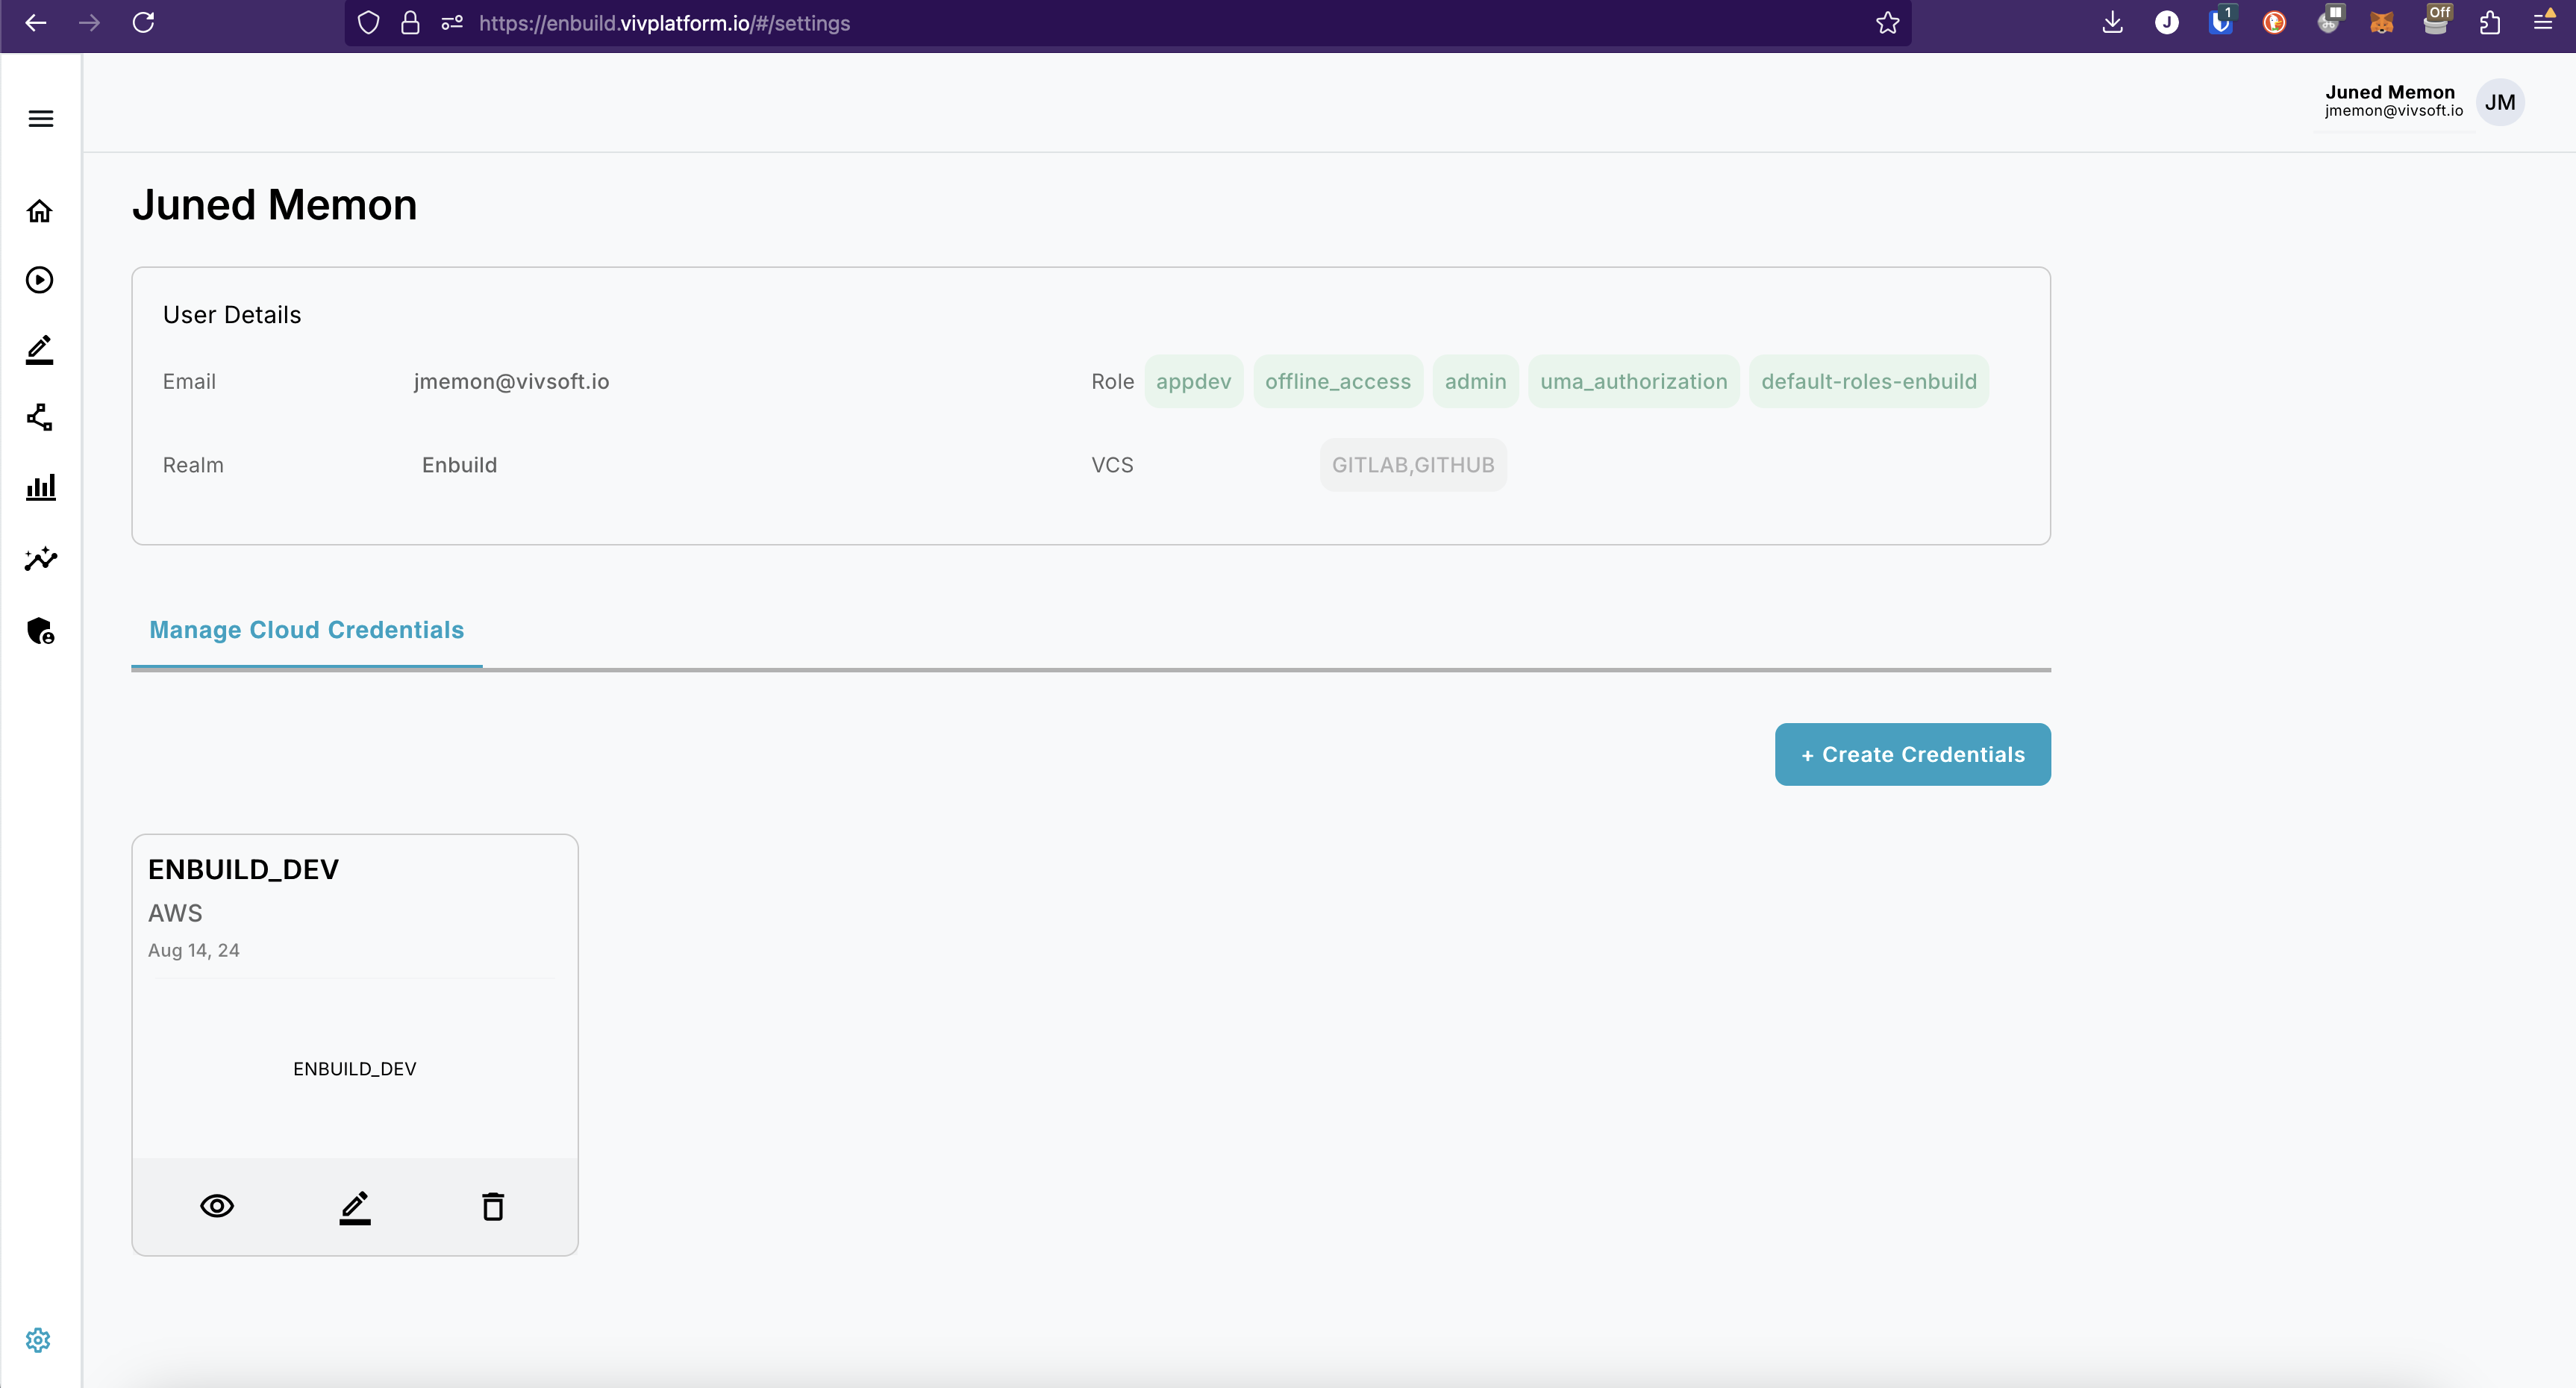 https://enbuild.vivplatform.io/#/settings
J
1
Off
Juned Memon
jmemon@vivsoft.io
JM
Juned Memon
User Details
Email jmemon@vivsoft.io Role appdev offline_access admin uma_authorization default-roles-enbuild
Realm Enbuild VCS GITLAB,GITHUB
Manage Cloud Credentials
+ Create Credentials
ENBUILD_DEV
AWS
Aug 14, 24
ENBUILD_DEV